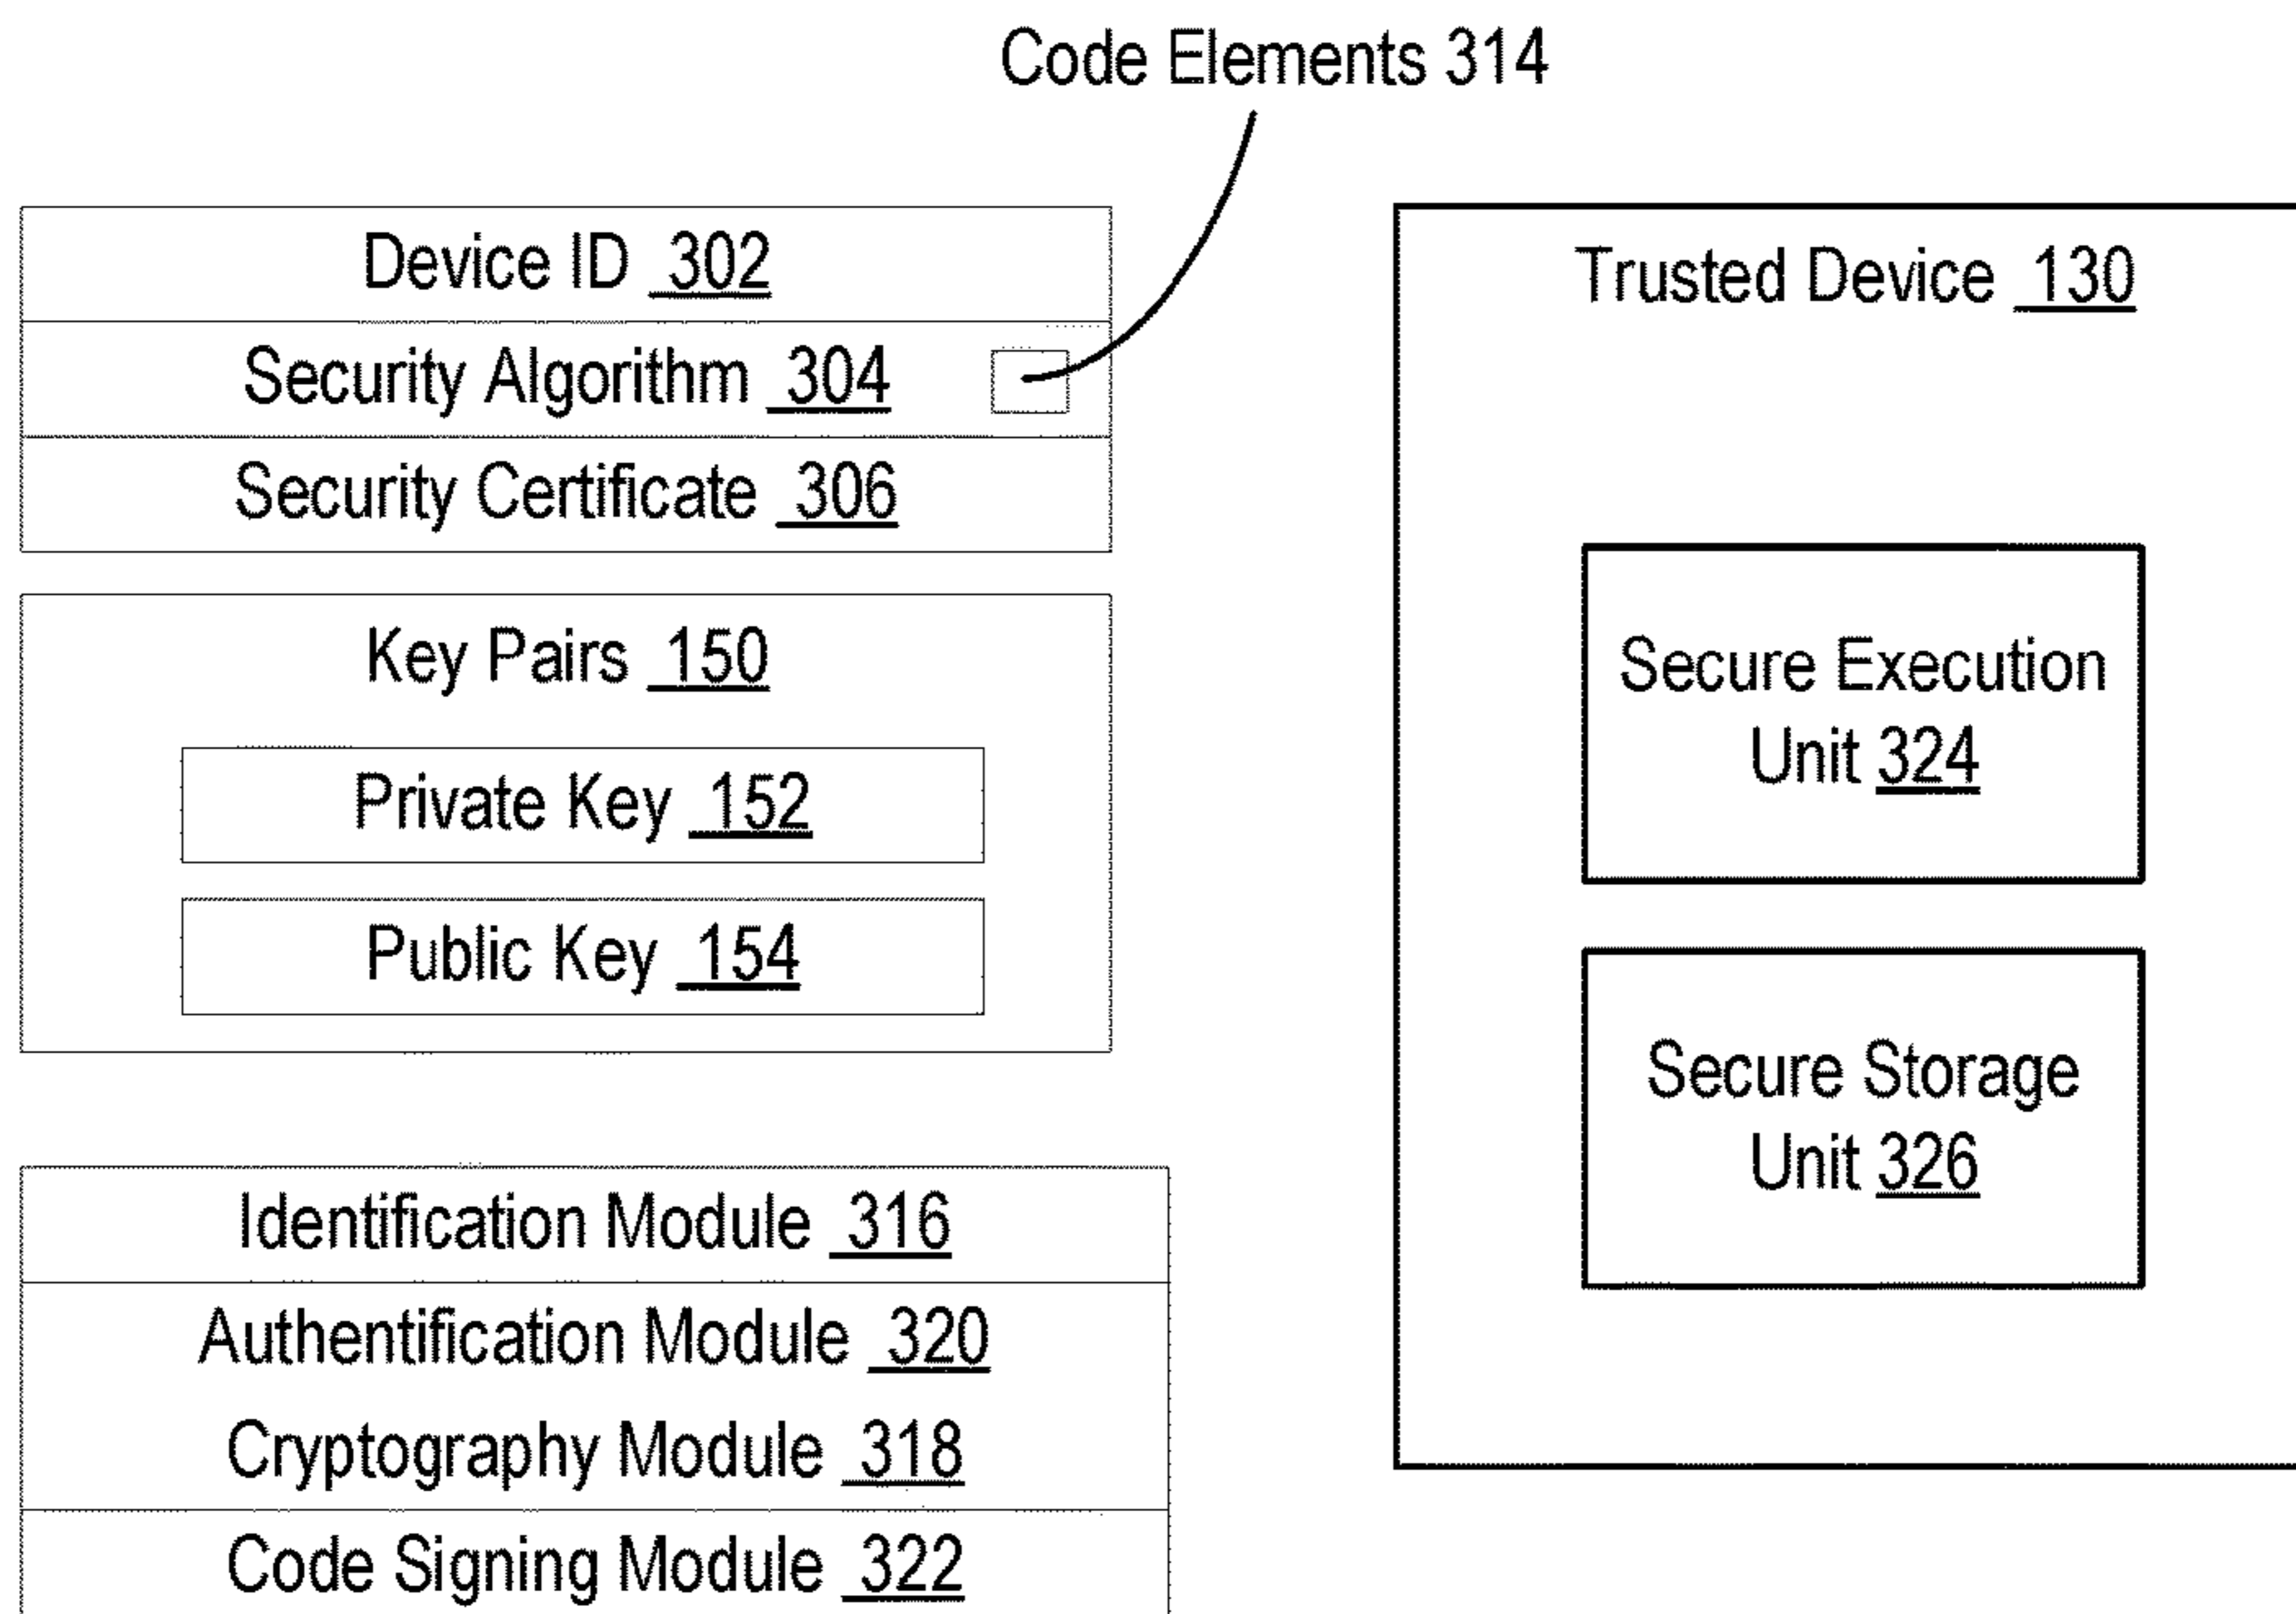 Code Elements 314
Device ID 302
Security Algorithm 304
Security Certificate 306
Key Pairs 150
Private Key 152
Public Key 154
Identification Module 316
Authentification Module 320
Cryptography Module 318
Code Signing Module 322
Trusted Device 130
Secure Execution
Unit 324
Secure Storage
Unit 326